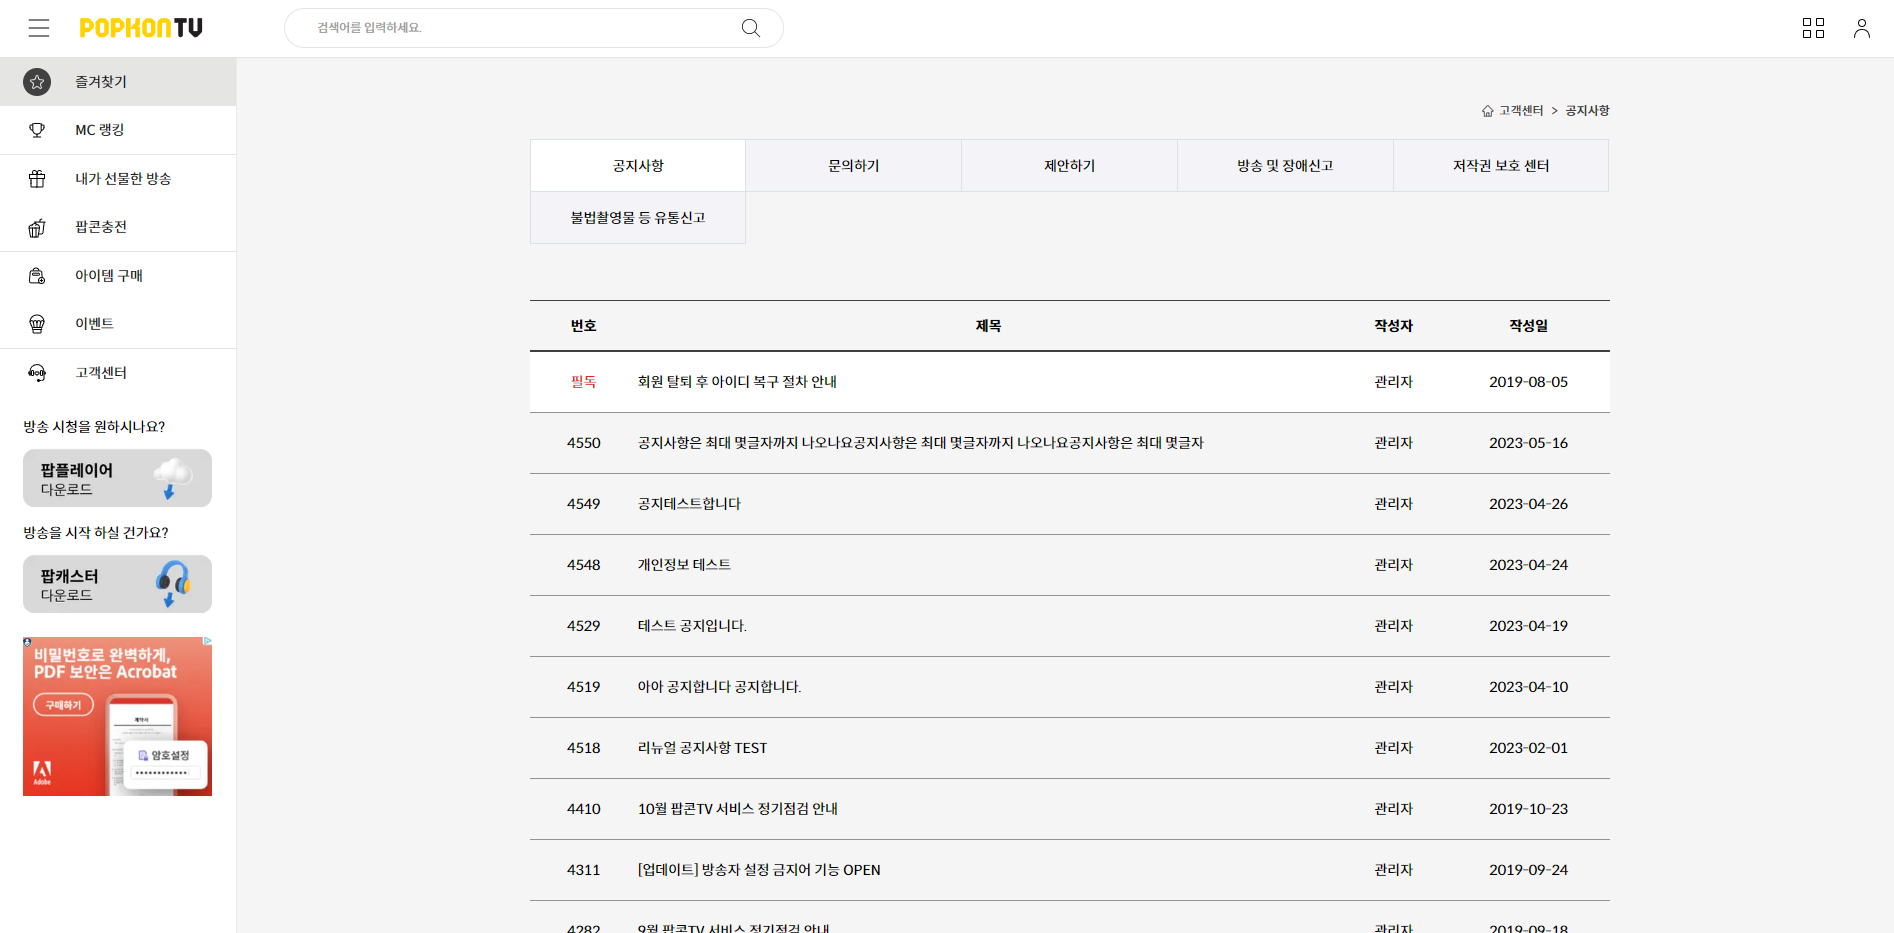 POPKONTV
검색어를 입력하세요.
즐겨찾기
MC 랭킹
내가 선물한 방송
팝콘충전
아이템 구매
이벤트
고객센터
방송 시청을 원하시나요?
팝플레이어
다운로드
방송을 시작 하실 건가요?
팝캐스터
다운로드
비밀번호로 완벽하게,
PDF 보안은 Acrobat
구매하기
계약서
암호설정
Adobe
고객센터 > 공지사항
공지사항 문의하기 제안하기 방송 및 장애신고 저작권 보호 센터
불법촬영물 등 유통신고
번호 제목 작성자 작성일
필독 회원 탈퇴 후 아이디 복구 절차 안내 관리자 2019-08-05
4550 공지사항은 최대 몇글자까지 나오나요공지사항은 최대 몇글자까지 나오나요공지사항은 최대 몇글자 관리자 2023-05-16
4549 공지테스트합니다 관리자 2023-04-26
4548 개인정보 테스트 관리자 2023-04-24
4529 테스트 공지입니다. 관리자 2023-04-19
4519 아아 공지합니다 공지합니다. 관리자 2023-04-10
4518 리뉴얼 공지사항 TEST 관리자 2023-02-01
4410 10월 팝콘TV 서비스 정기점검 안내 관리자 2019-10-23
4311 [업데이트] 방송자 설정 금지어 기능 OPEN 관리자 2019-09-24
4282 9월 팝콘TV 서비스 정기점검 안내 관리자 2019-09-18